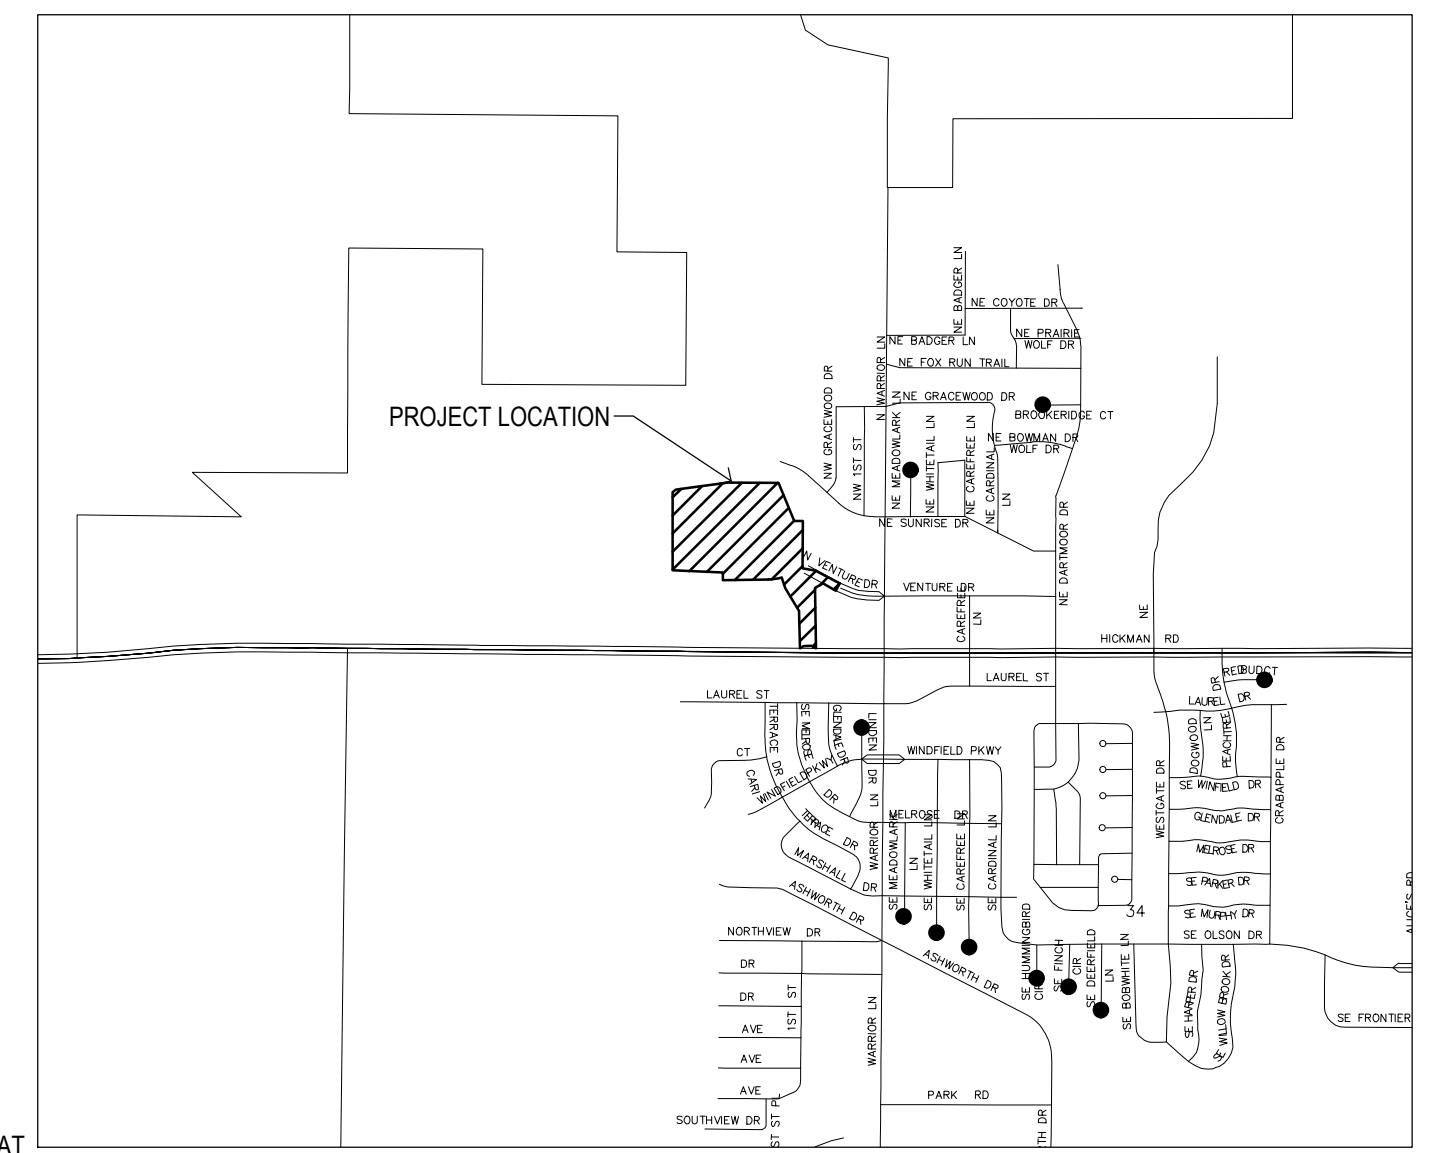 NE BADGER LN
NE COYOTE DR
NE BADGER LN
NE PRAIRIE
WOLF DR
N WARRIOR LN
NE FOX RUN TRAIL
NW GRACEWOOD DR
NE GRACEWOOD DR
PROJECT LOCATION
BROOKERIDGE CT
NW 1ST ST
NE MEADOWLARK LN
NE WHITETAIL LN
NE CAREFREE LN
NE CARDINAL
LN
NE BOWMAN DR
WOLF DR
NE SUNRISE DR
NE DARTMOOR DR
N VENTURE DR
VENTURE DR
CAREFREE
LN
NE
HICKMAN RD
LAUREL ST
LAUREL ST
REDBUD CT
LAUREL DR
PEACHTREE DR
DOGWOOD
LN
TERRACE DR
SE MELROSE
DR
GLENDALE DR
LINDEN
DR
CT
CARI
WINDFIELD PKWY
WINDFIELD PKWY
WESTGATE DR
SE WINFIELD DR
CRABAPPLE DR
GLENDALE DR
MELROSE DR
MELROSE DR
TERRACE DR
WARRIOR LN
SE MEADOWLARK
LN
SE WHITETAIL LN
SE CAREFREE LN
SE CARDINAL LN
MARSHALL DR
SE PARKER DR
SE MURPHY DR
34
ASHWORTH DR
NORTHVIEW DR
SE OLSON DR
ALICE'S RD
DR
ASHWORTH DR
SE HUMMINGBIRD
CIR
SE FINCH
CIR
SE DEERFIELD
LN
SE BOBWHITE LN
SE HARPER DR
SE WILLOW BROOK DR
DR
1ST ST
WARRIOR LN
SE FRONTIER
AVE
AVE
AVE
PARK RD
SOUTHVIEW DR
ST ST PL
TH DR
AT